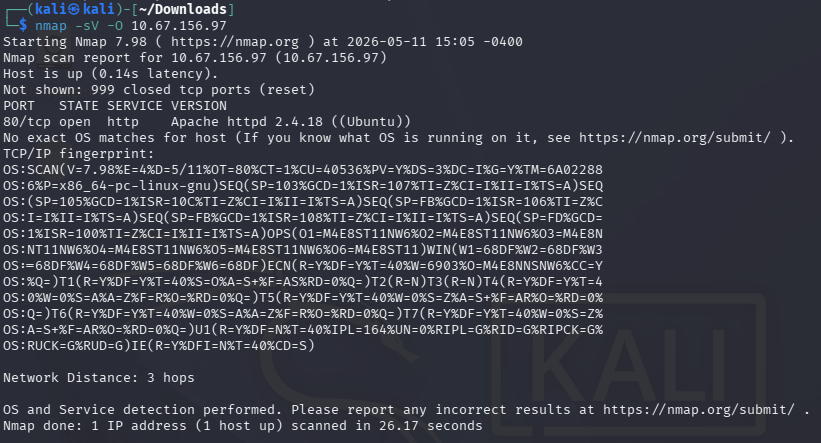 ┌──(kali㉿kali)-[~/Downloads]
└─$ nmap -sV -O 10.67.156.97
Starting Nmap 7.98 ( https://nmap.org ) at 2026-05-11 15:05 -0400
Nmap scan report for 10.67.156.97 (10.67.156.97)
Host is up (0.14s latency).
Not shown: 999 closed tcp ports (reset)
PORT   STATE SERVICE VERSION
80/tcp open  http    Apache httpd 2.4.18 ((Ubuntu))
No exact OS matches for host (If you know what OS is running on it, see https://nmap.org/submit/ ).
TCP/IP fingerprint:
OS:SCAN(V=7.98%E=4%D=5/11%OT=80%CT=1%CU=40536%PV=Y%DS=3%DC=I%G=Y%TM=6A02288
OS:6%P=x86_64-pc-linux-gnu)SEQ(SP=103%GCD=1%ISR=107%TI=Z%CI=I%II=I%TS=A)SEQ
OS:(SP=105%GCD=1%ISR=10C%TI=Z%CI=I%II=I%TS=A)SEQ(SP=FB%GCD=1%ISR=106%TI=Z%C
OS:I=I%II=I%TS=A)SEQ(SP=FB%GCD=1%ISR=108%TI=Z%CI=I%II=I%TS=A)SEQ(SP=FD%GCD=
OS:1%ISR=100%TI=Z%CI=I%II=I%TS=A)OPS(O1=M4E8ST11NW6%O2=M4E8ST11NW6%O3=M4E8N
OS:NT11NW6%O4=M4E8ST11NW6%O5=M4E8ST11NW6%O6=M4E8ST11)WIN(W1=68DF%W2=68DF%W3
OS:=68DF%W4=68DF%W5=68DF%W6=68DF)ECN(R=Y%DF=Y%T=40%W=6903%O=M4E8NNSNW6%CC=Y
OS:%Q=)T1(R=Y%DF=Y%T=40%S=O%A=S+%F=AS%RD=0%Q=)T2(R=N)T3(R=N)T4(R=Y%DF=Y%T=4
OS:0%W=0%S=A%A=Z%F=R%O=%RD=0%Q=)T5(R=Y%DF=Y%T=40%W=0%S=Z%A=S+%F=AR%O=%RD=0%
OS:Q=)T6(R=Y%DF=Y%T=40%W=0%S=A%A=Z%F=R%O=%RD=0%Q=)T7(R=Y%DF=Y%T=40%W=0%S=Z%
OS:A=S+%F=AR%O=%RD=0%Q=)U1(R=Y%DF=N%T=40%IPL=164%UN=0%RIPL=G%RID=G%RIPCK=G%
OS:RUCK=G%RUD=G)IE(R=Y%DFI=N%T=40%CD=S)
Network Distance: 3 hops
OS and Service detection performed. Please report any incorrect results at https://nmap.org/submit/ .
Nmap done: 1 IP address (1 host up) scanned in 26.17 seconds
KALI